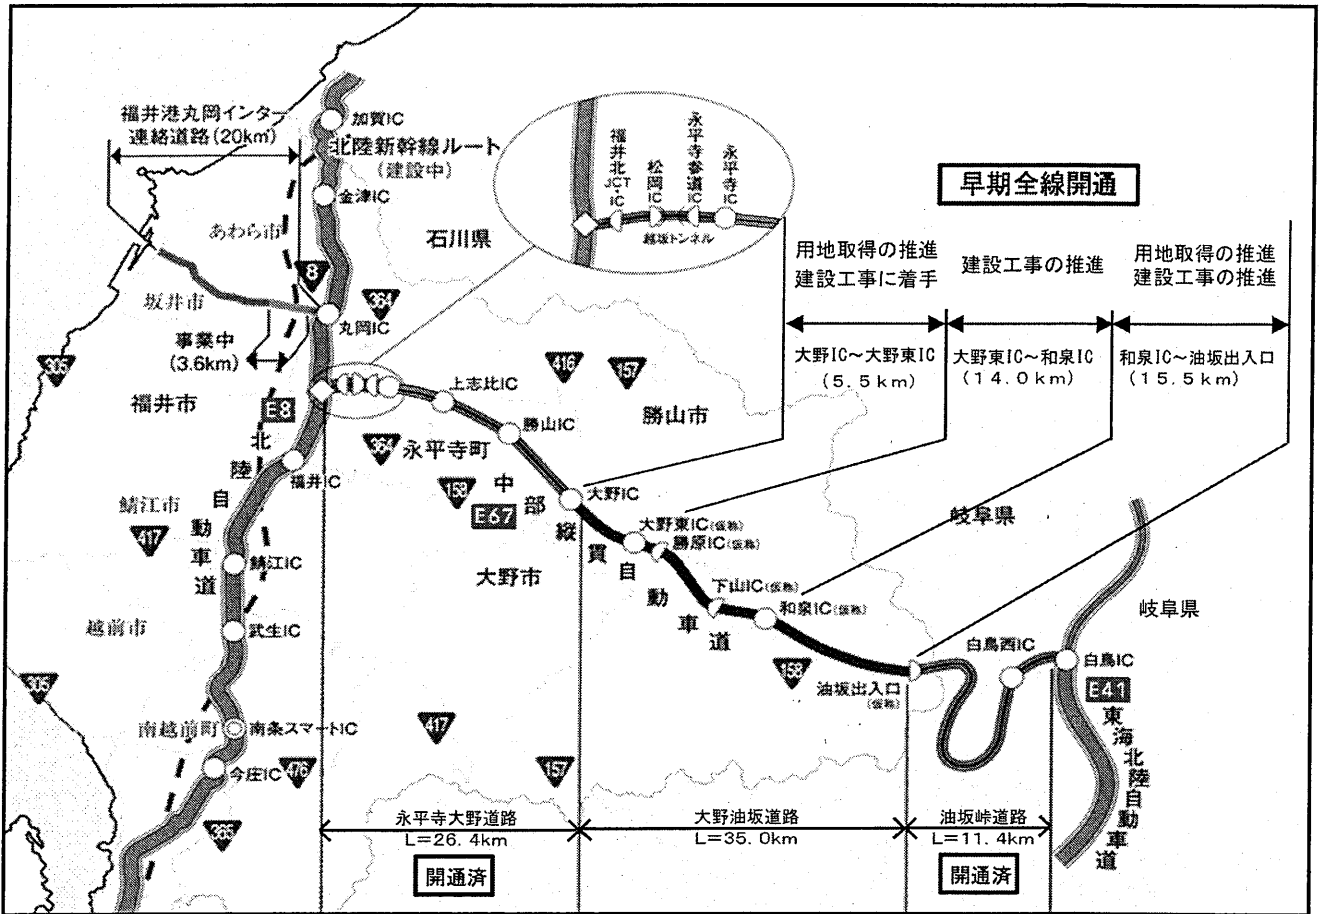 福井港丸岡インター
連絡道路(20km)
加賀IC
北陸新幹線ルート
(建設中)
金津IC
あわら市
石川県
8
坂井市
364
丸岡IC
事業中
(3.6km)
305
福井市
E8
北陸自動車道
福井北JCT・IC
松岡IC
永平寺参道IC
永平寺IC
越坂トンネル
早期全線開通
用地取得の推進
建設工事に着手
建設工事の推進
用地取得の推進
建設工事の推進
大野IC～大野東IC
(5.5km)
大野東IC～和泉IC
(14.0km)
和泉IC～油坂出入口
(15.5km)
416
157
上志比IC
勝山市
勝山IC
364
永平寺町
158
中部縦貫自動車道
E67
福井IC
大野IC
鯖江市
417
大野東IC(仮称)
勝原IC(仮称)
岐阜県
鯖江IC
大野市
下山IC(仮称)
和泉IC(仮称)
岐阜県
越前市
武生IC
白鳥西IC
白鳥IC
158
油坂出入口
(仮称)
E41
東海北陸自動車道
305
南越前町
南条スマートIC
417
今庄IC
476
157
365
永平寺大野道路
L=26.4km
開通済
大野油坂道路
L=35.0km
油坂峠道路
L=11.4km
開通済